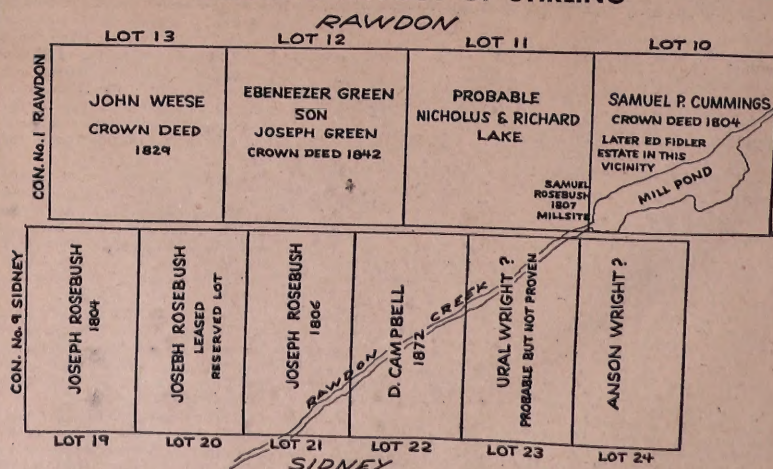 RAWDON
LOT 13
LOT 12
LOT 11
LOT 10
CON. No. 1 RAWDON
JOHN WEESE
CROWN DEED
1829
EBENEEZER GREEN
SON
JOSEPH GREEN
CROWN DEED 1842
PROBABLE
NICHOLUS & RICHARD
LAKE
SAMUEL P. CUMMINGS
CROWN DEED 1804
LATER ED FIDLER
ESTATE IN THIS
VICINITY
MILL POND
SAMUEL
ROSEBUSH
1807
MILLSITE
CON. No. 9 SIDNEY
JOSEPH ROSEBUSH
1804
JOSEBH ROSEBUSH
LEASED
RESERVED LOT
JOSEPH ROSEBUSH
1806
D. CAMPBELL
1872
URAL WRIGHT ?
PROBABLE BUT NOT PROVEN
ANSON WRIGHT ?
RAWDON CREEK
LOT 19
LOT 20
LOT 21
LOT 22
LOT 23
LOT 24
SIDNEY